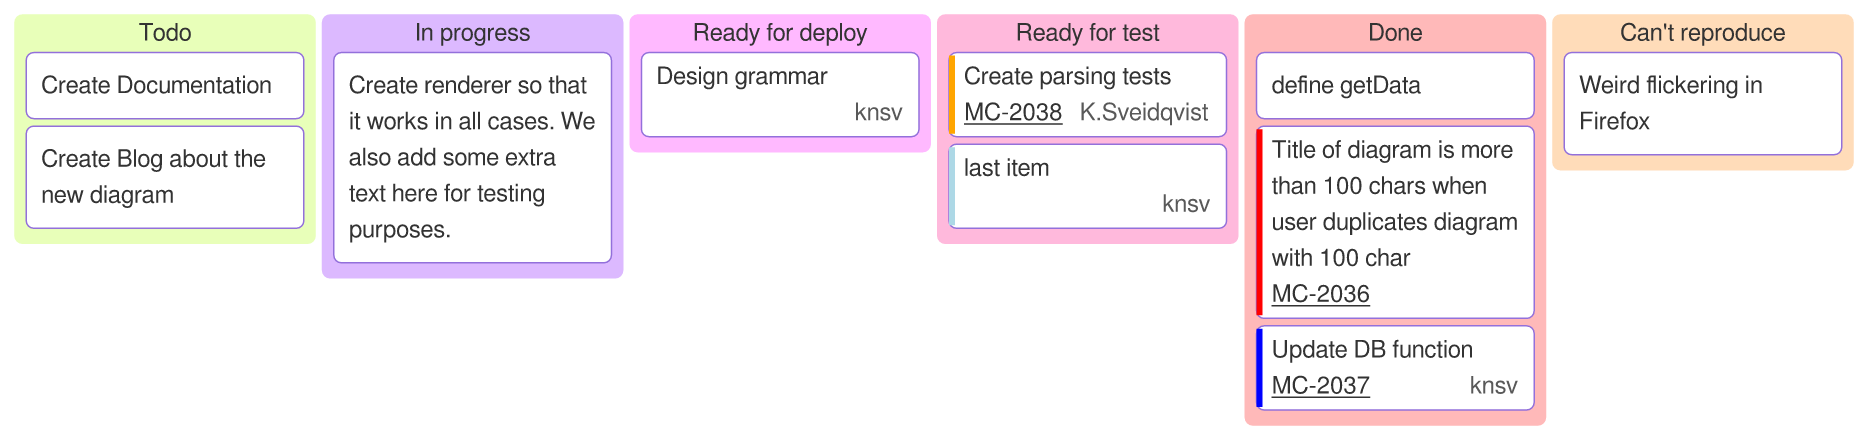 Todo
Create Documentation
Create Blog about the
new diagram
In progress
Create renderer so that
it works in all cases. We
also add some extra
text here for testing
purposes.
Ready for deploy
Design grammar
knsv
Ready for test
Create parsing tests
MC-2038 K.Sveidqvist
last item
knsv
Done
define getData
Title of diagram is more
than 100 chars when
user duplicates diagram
with 100 char
MC-2036
Update DB function
MC-2037 knsv
Can't reproduce
Weird flickering in
Firefox